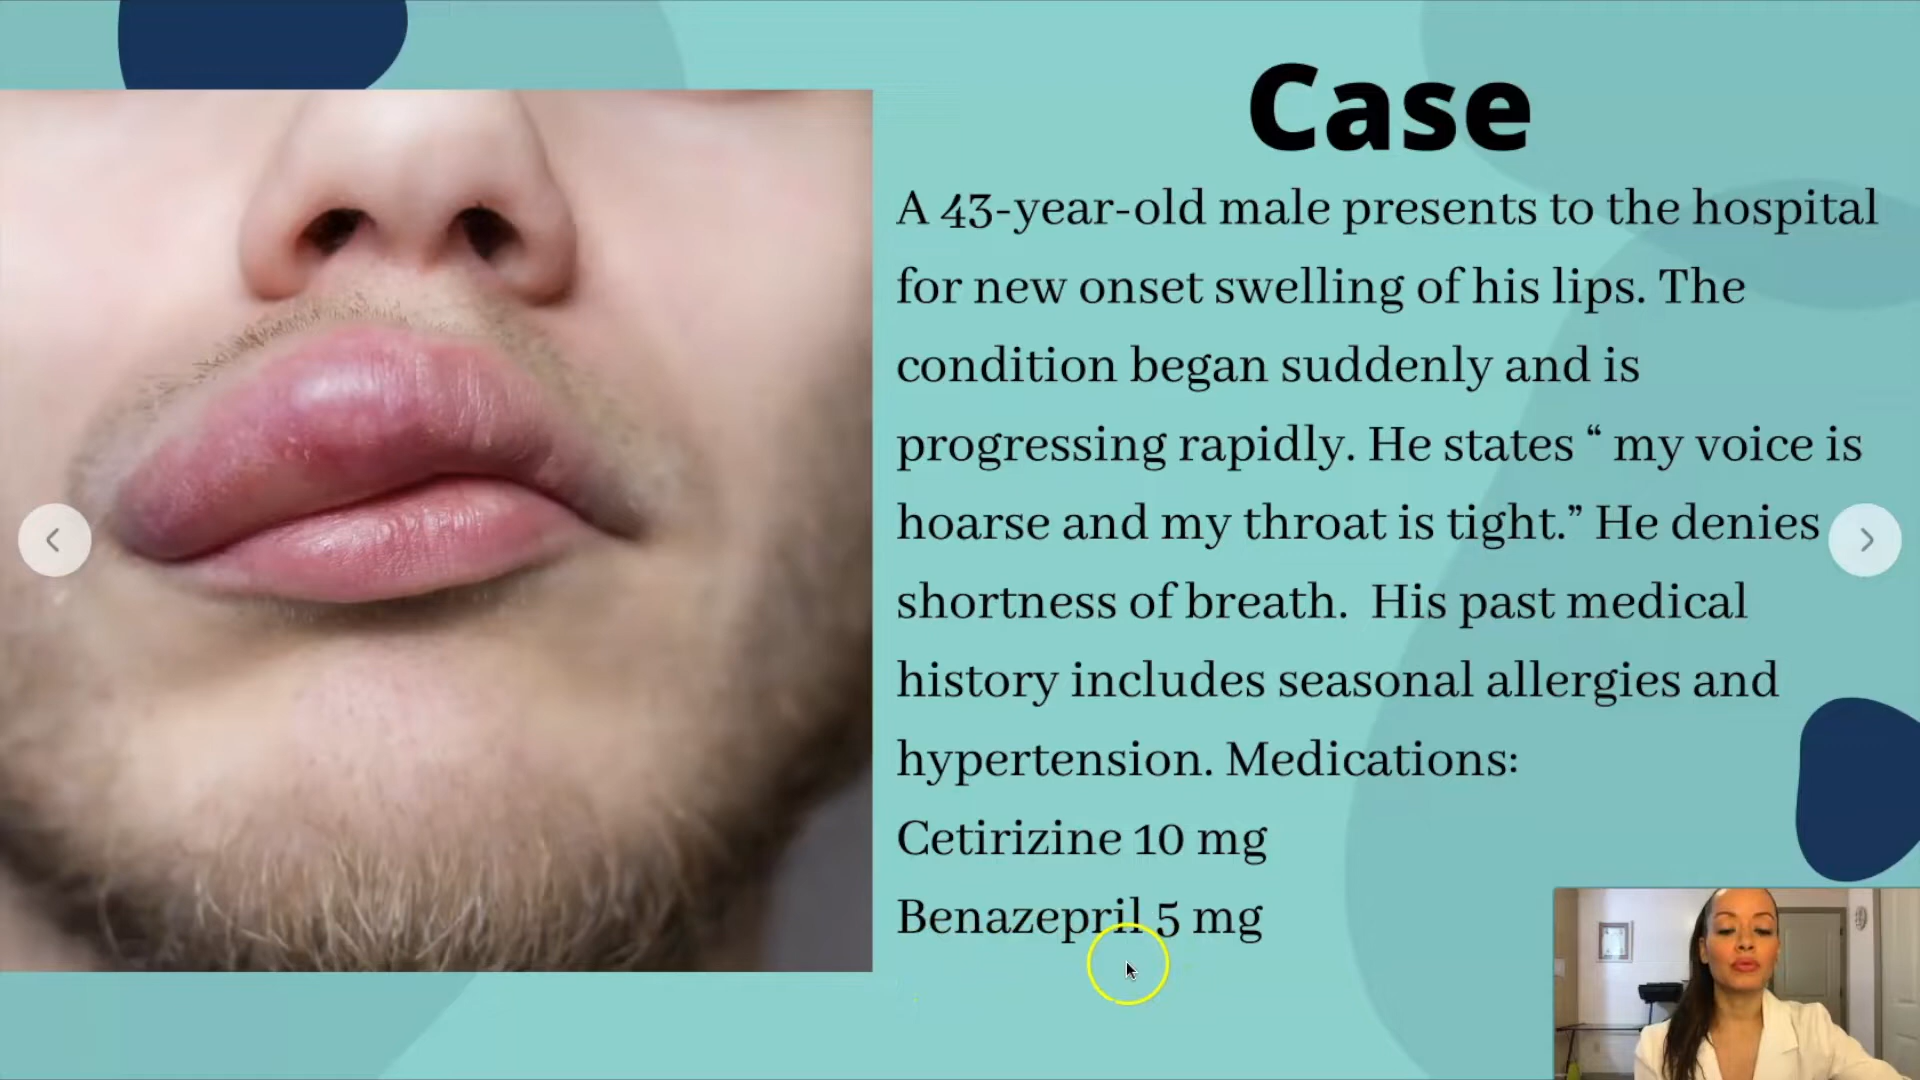 Case
A 43-year-old male presents to the hospital
for new onset swelling of his lips. The
condition began suddenly and is
progressing rapidly. He states “ my voice is
hoarse and my throat is tight.” He denies
shortness of breath.  His past medical
history includes seasonal allergies and
hypertension. Medications:
Cetirizine 10 mg
Benazepril 5 mg